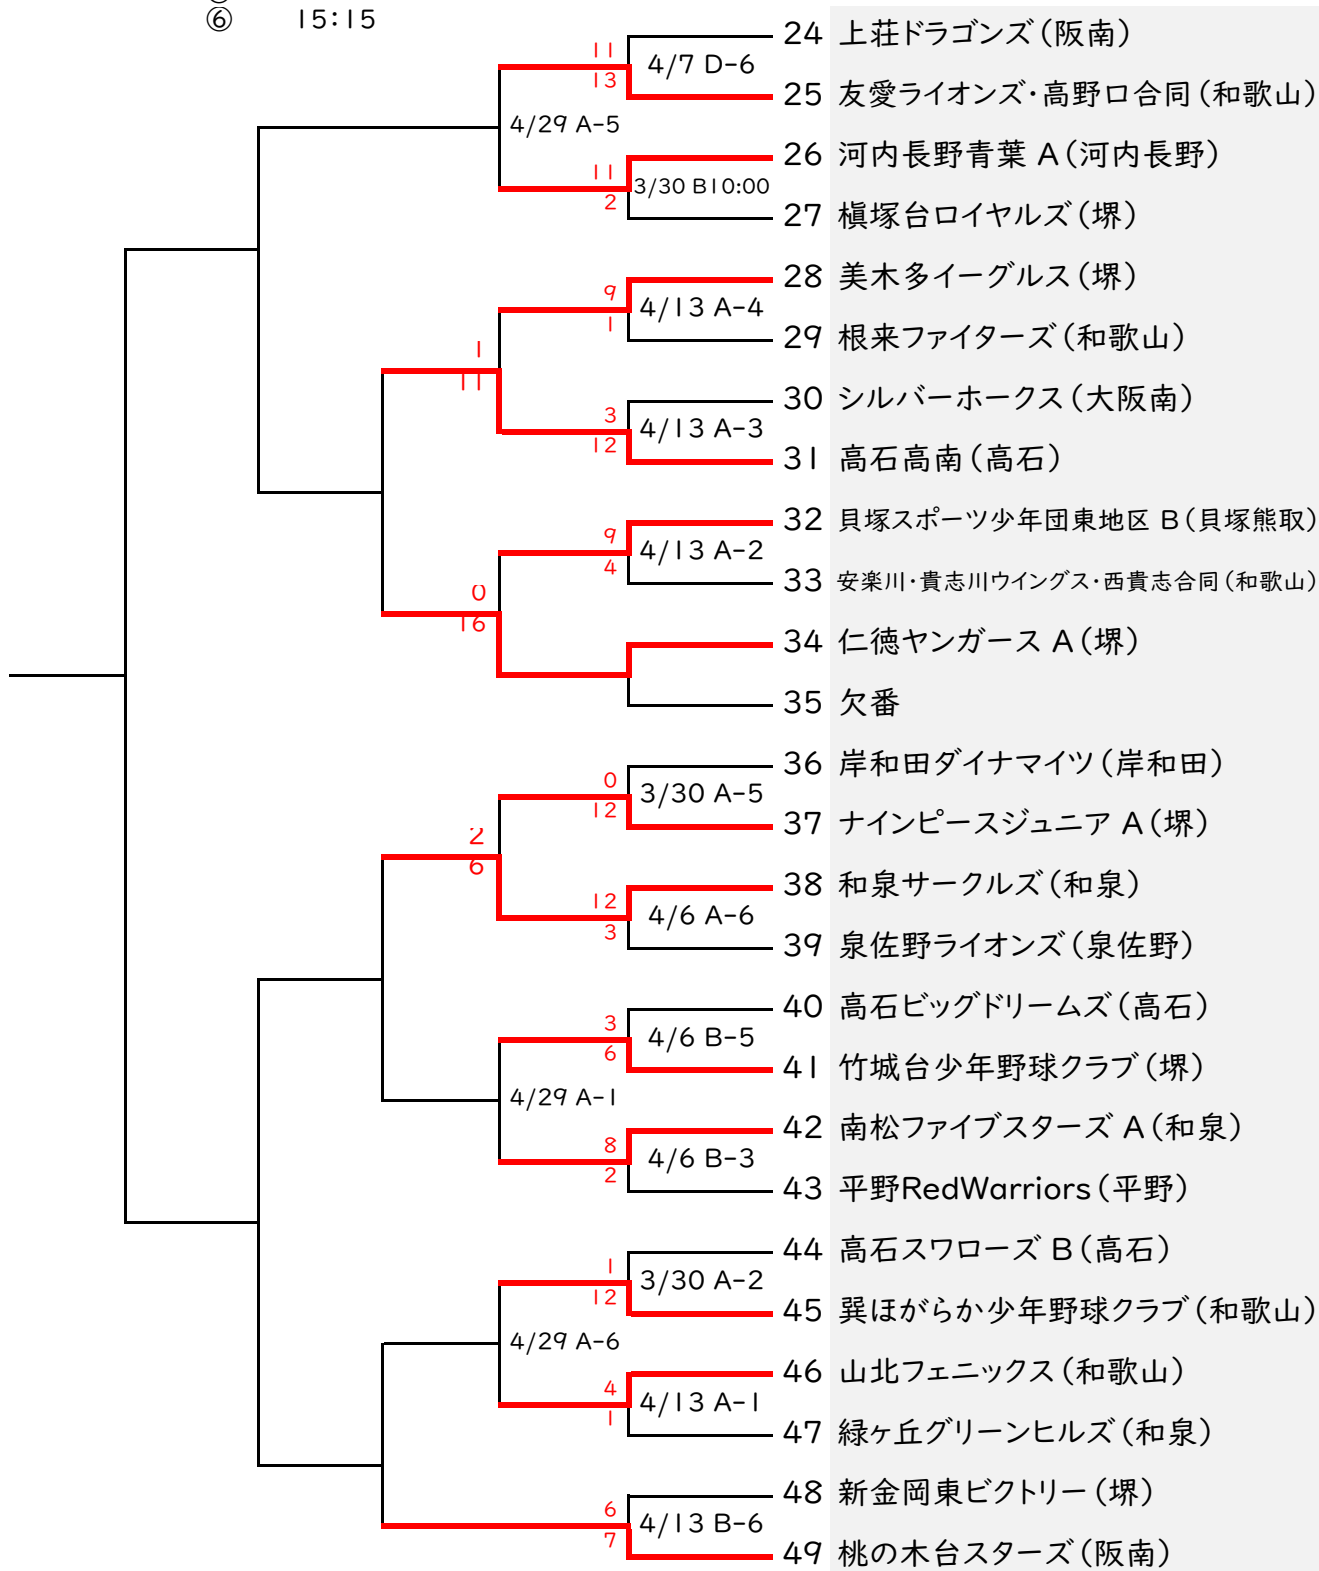 ⑥ 15:15
24 上荘ドラゴンズ(阪南)
11
4/7 D-6
13
25 友愛ライオンズ・高野口合同(和歌山)
4/29 A-5
26 河内長野青葉 A(河内長野)
11
3/30 B10:00
2
27 槇塚台ロイヤルズ(堺)
28 美木多イーグルス(堺)
9
4/13 A-4
1
29 根来ファイターズ(和歌山)
1
11
30 シルバーホークス(大阪南)
3
4/13 A-3
12
31 高石高南(高石)
32 貝塚スポーツ少年団東地区 B(貝塚熊取)
9
4/13 A-2
4
33 安楽川・貴志川ウイングス・西貴志合同(和歌山)
0
16
34 仁徳ヤンガース A(堺)
35 欠番
36 岸和田ダイナマイツ(岸和田)
0
3/30 A-5
12
37 ナインピースジュニア A(堺)
2
6
38 和泉サークルズ(和泉)
12
4/6 A-6
3
39 泉佐野ライオンズ(泉佐野)
40 高石ビッグドリームズ(高石)
3
4/6 B-5
6
41 竹城台少年野球クラブ(堺)
4/29 A-1
42 南松ファイブスターズ A(和泉)
8
4/6 B-3
2
43 平野RedWarriors(平野)
44 高石スワローズ B(高石)
1
3/30 A-2
12
45 巽ほがらか少年野球クラブ(和歌山)
4/29 A-6
46 山北フェニックス(和歌山)
4
4/13 A-1
1
47 緑ヶ丘グリーンヒルズ(和泉)
48 新金岡東ビクトリー(堺)
6
4/13 B-6
7
49 桃の木台スターズ(阪南)